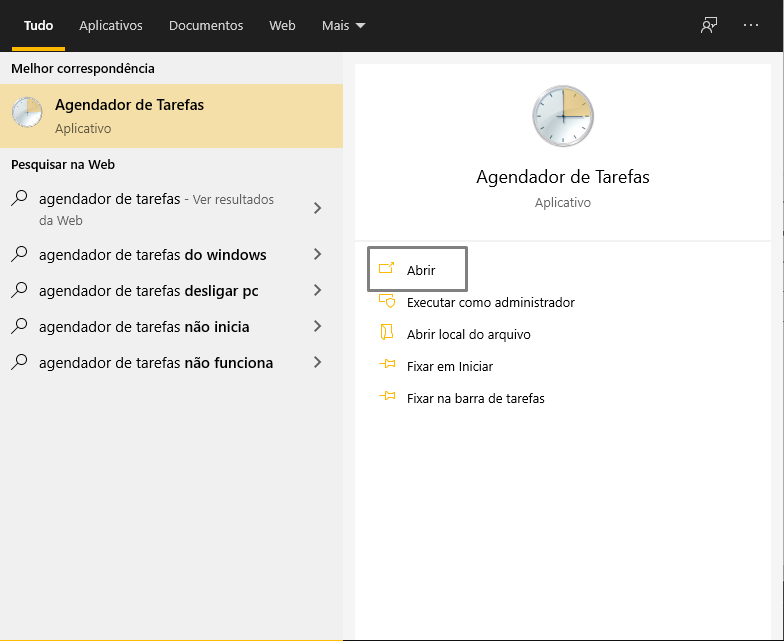 Tudo Aplicativos Documentos Web Mais
Melhor correspondência
Agendador de Tarefas
Aplicativo
Pesquisar na Web
agendador de tarefas - Ver resultados
da Web
agendador de tarefas do windows
agendador de tarefas desligar pc
agendador de tarefas não inicia
agendador de tarefas não funciona
Agendador de Tarefas
Aplicativo
Abrir
Executar como administrador
Abrir local do arquivo
Fixar em Iniciar
Fixar na barra de tarefas